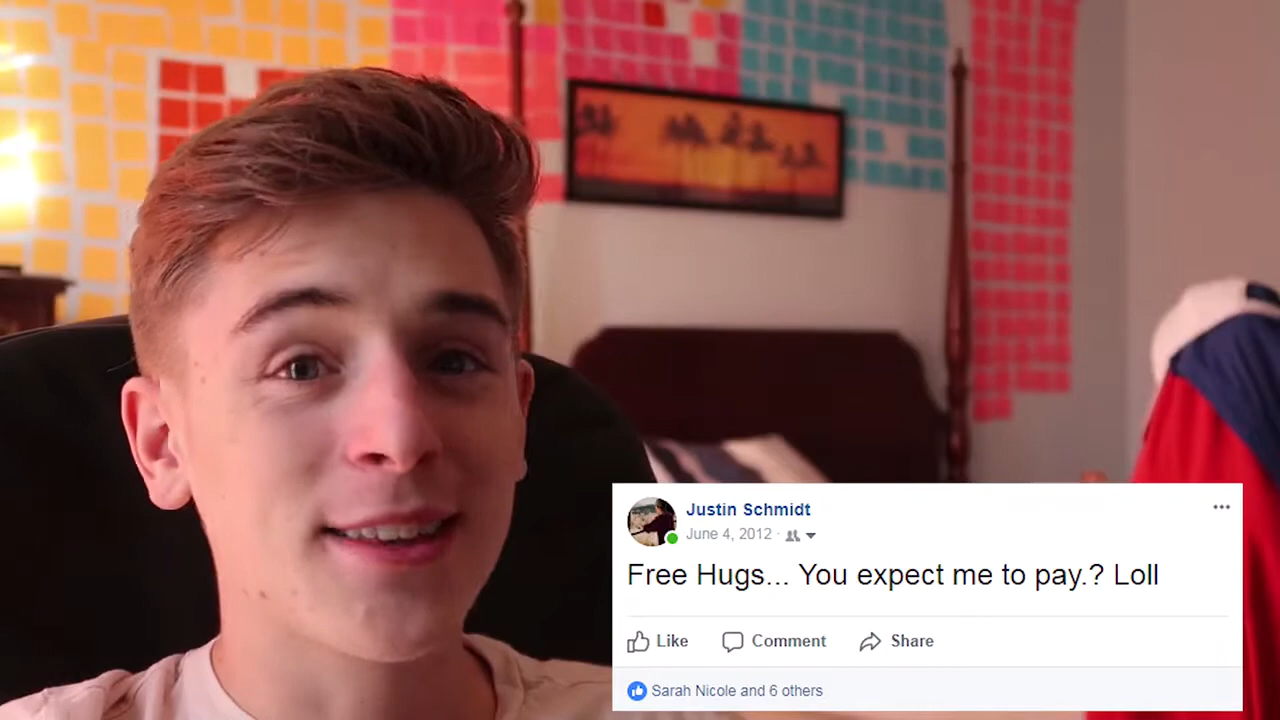 Justin Schmidt
June 4, 2012 ·
Free Hugs... You expect me to pay.? Loll
Like Comment Share
Sarah Nicole and 6 others